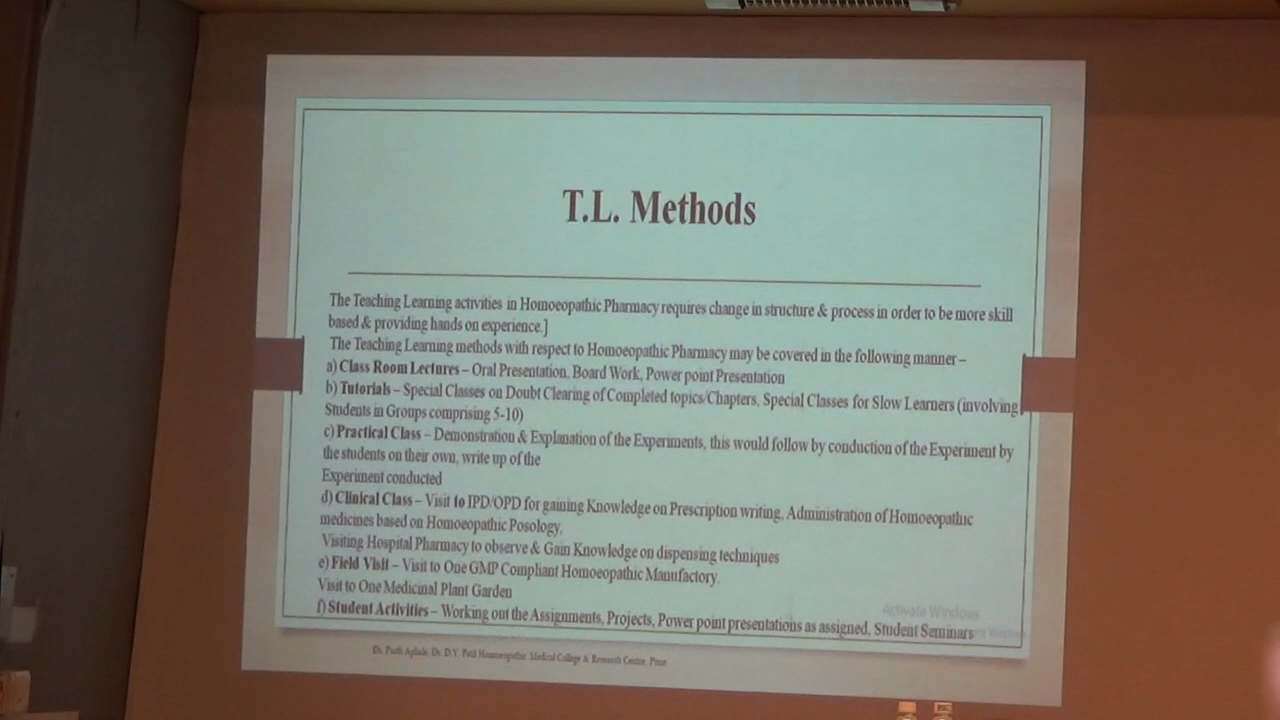 T.L. Methods
The Teaching Learning activities in Homoeopathic Pharmacy requires change in structure & process in order to be more skill
based & providing hands on experience.]
The Teaching Learning methods with respect to Homoeopathic Pharmacy may be covered in the following manner –
a) Class Room Lectures – Oral Presentation, Board Work, Power point Presentation
b) Tutorials – Special Classes on Doubt Clearing of Completed topics/Chapters, Special Classes for Slow Learners (involving
Students in Groups comprising 5-10)
c) Practical Class – Demonstration & Explanation of the Experiments, this would follow by conduction of the Experiment by
the students on their own, write up of the
Experiment conducted
d) Clinical Class – Visit to IPD/OPD for gaining Knowledge on Prescription writing, Administration of Homoeopathic
medicines based on Homoeopathic Posology.
Visiting Hospital Pharmacy to observe & Gain Knowledge on dispensing techniques
e) Field Visit – Visit to One GMP Compliant Homoeopathic Manufactory.
Visit to One Medicinal Plant Garden
f) Student Activities – Working out the Assignments, Projects, Power point presentations as assigned, Student Seminars
Activate Windows
Dr. D.Y. Patil Homoeopathic Medical College & Research Centre, Pune